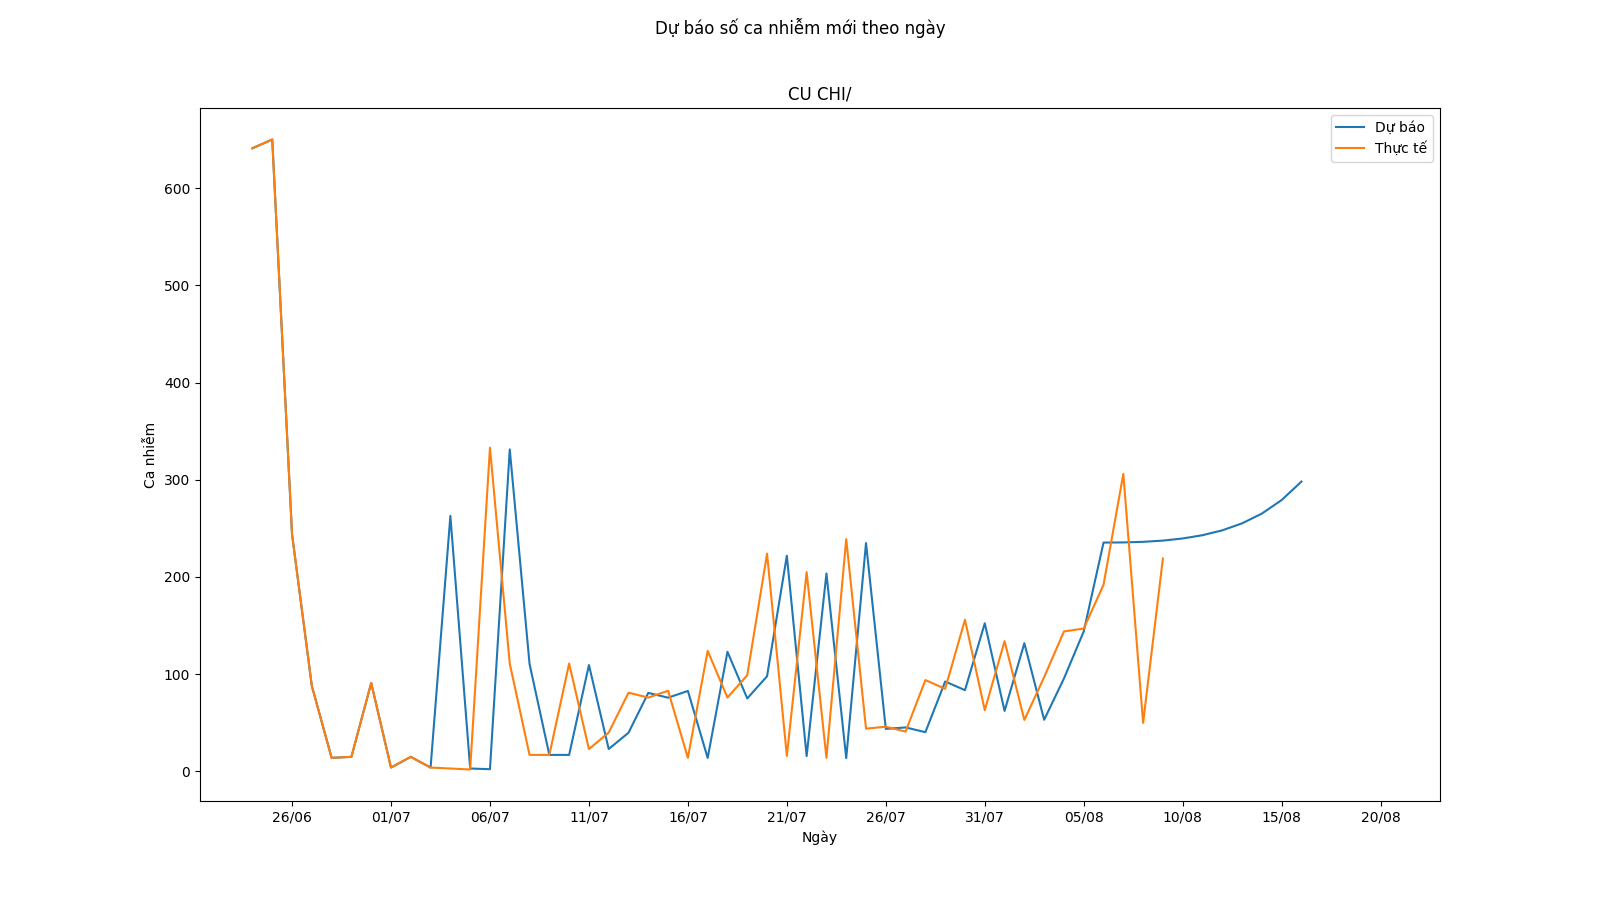 Dự báo số ca nhiễm mới theo ngày
CU CHI/
Dự báo
Thực tế
Ca nhiễm
600
500
400
300
200
100
0
26/06 01/07 06/07 11/07 16/07 21/07 26/07 31/07 05/08 10/08 15/08 20/08
Ngày